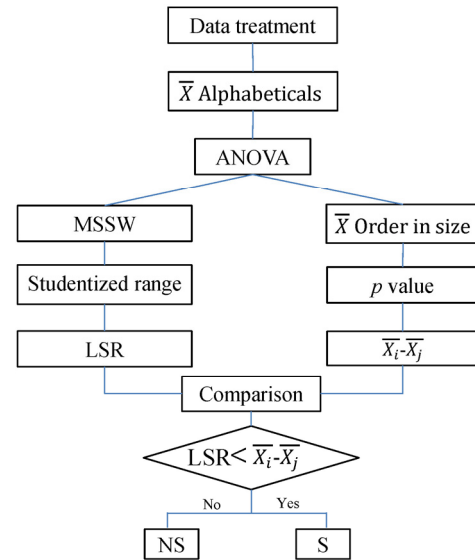 Data treatment
X̅ Alphabeticals
ANOVA
MSSW
X̅ Order in size
Studentized range
p value
LSR
X̅ᵢ-X̅ⱼ
Comparison
LSR< X̅ᵢ-X̅ⱼ
No
Yes
NS
S